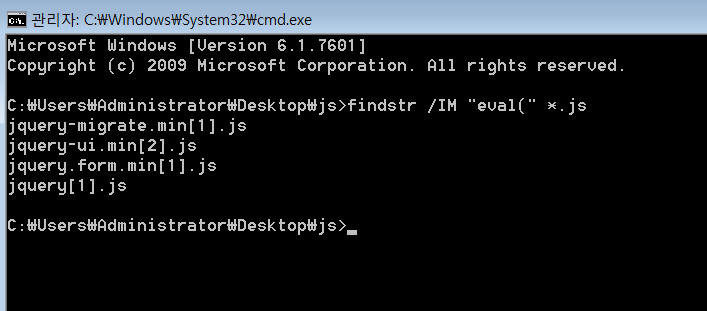 관리자: C:₩Windows₩System32₩cmd.exe
Microsoft Windows [Version 6.1.7601]
Copyright (c) 2009 Microsoft Corporation. All rights reserved.
C:₩Users₩Administrator₩Desktop₩js>findstr /IM "eval(" *.js
jquery-migrate.min[1].js
jquery-ui.min[2].js
jquery.form.min[1].js
jquery[1].js
C:₩Users₩Administrator₩Desktop₩js>